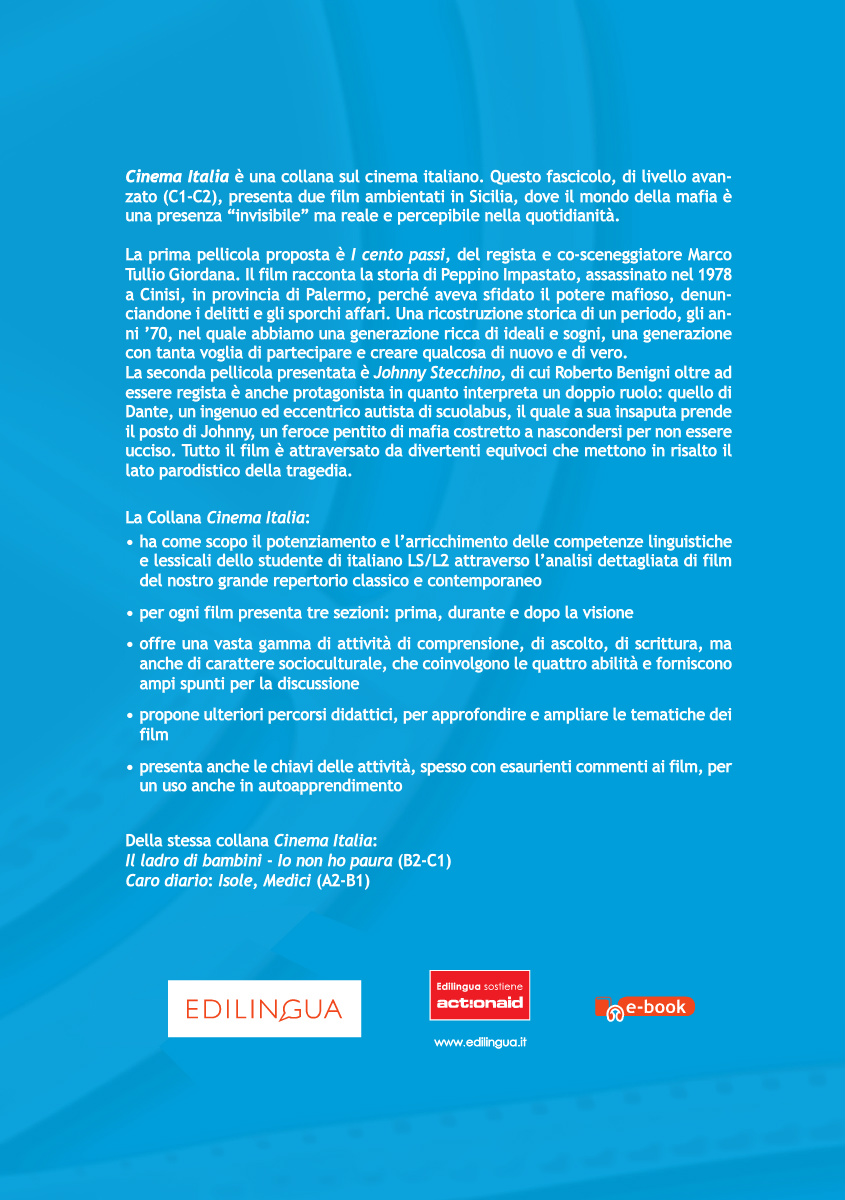 Cinema Italia è una collana sul cinema italiano. Questo fascicolo, di livello avan-
zato (C1-C2), presenta due film ambientati in Sicilia, dove il mondo della mafia è
una presenza “invisibile” ma reale e percepibile nella quotidianità.
La prima pellicola proposta è I cento passi, del regista e co-sceneggiatore Marco
Tullio Giordana. Il film racconta la storia di Peppino Impastato, assassinato nel 1978
a Cinisi, in provincia di Palermo, perché aveva sfidato il potere mafioso, denun-
ciandone i delitti e gli sporchi affari. Una ricostruzione storica di un periodo, gli an-
ni ’70, nel quale abbiamo una generazione ricca di ideali e sogni, una generazione
con tanta voglia di partecipare e creare qualcosa di nuovo e di vero.
La seconda pellicola presentata è Johnny Stecchino, di cui Roberto Benigni oltre ad
essere regista è anche protagonista in quanto interpreta un doppio ruolo: quello di
Dante, un ingenuo ed eccentrico autista di scuolabus, il quale a sua insaputa prende
il posto di Johnny, un feroce pentito di mafia costretto a nascondersi per non essere
ucciso. Tutto il film è attraversato da divertenti equivoci che mettono in risalto il
lato parodistico della tragedia.
La Collana Cinema Italia:
• ha come scopo il potenziamento e l’arricchimento delle competenze linguistiche
e lessicali dello studente di italiano LS/L2 attraverso l’analisi dettagliata di film
del nostro grande repertorio classico e contemporaneo
• per ogni film presenta tre sezioni: prima, durante e dopo la visione
• offre una vasta gamma di attività di comprensione, di ascolto, di scrittura, ma
anche di carattere socioculturale, che coinvolgono le quattro abilità e forniscono
ampi spunti per la discussione
• propone ulteriori percorsi didattici, per approfondire e ampliare le tematiche dei
film
• presenta anche le chiavi delle attività, spesso con esaurienti commenti ai film, per
un uso anche in autoapprendimento
Della stessa collana Cinema Italia:
Il ladro di bambini - Io non ho paura (B2-C1)
Caro diario: Isole, Medici (A2-B1)
EDILINGUA
Edilingua sostiene
act:onaid
www.edilingua.it
e-book